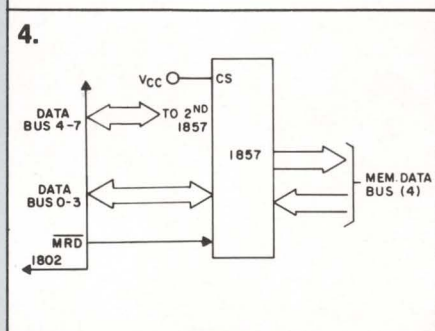 4.
VCC
CS
DATA
BUS 4-7
TO 2ND
1857
1857
MEM. DATA
BUS (4)
DATA
BUS 0-3
MRD
1802